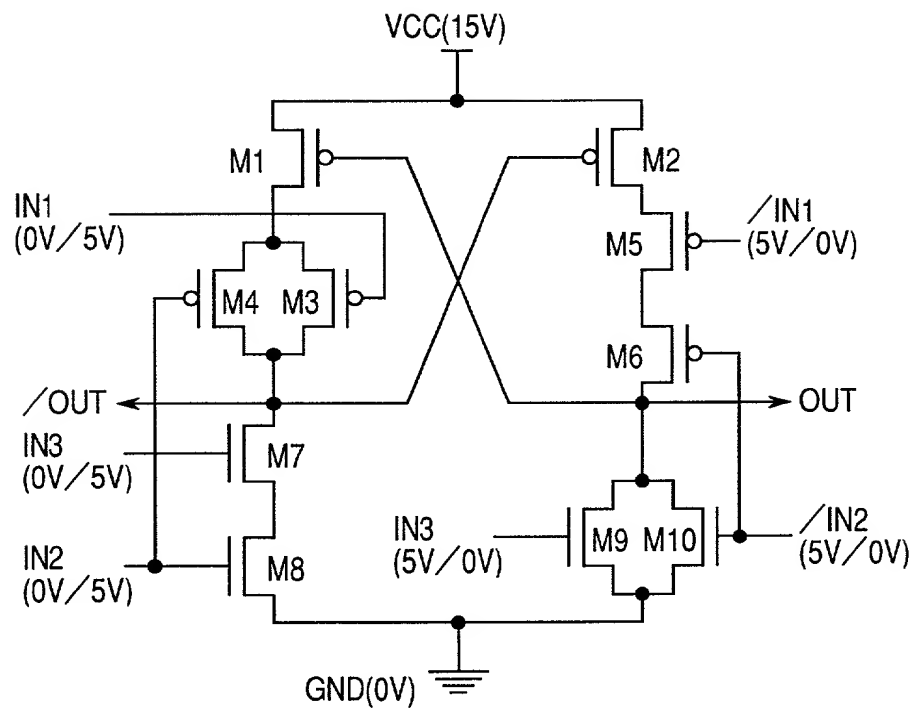 VCC(15V)
M1
M2
IN1
(0V/5V)
/IN1
(5V/0V)
M5
M4
M3
M6
/OUT
OUT
IN3
(0V/5V)
M7
IN3
(5V/0V)
M9
M10
/IN2
(5V/0V)
IN2
(0V/5V)
M8
GND(0V)